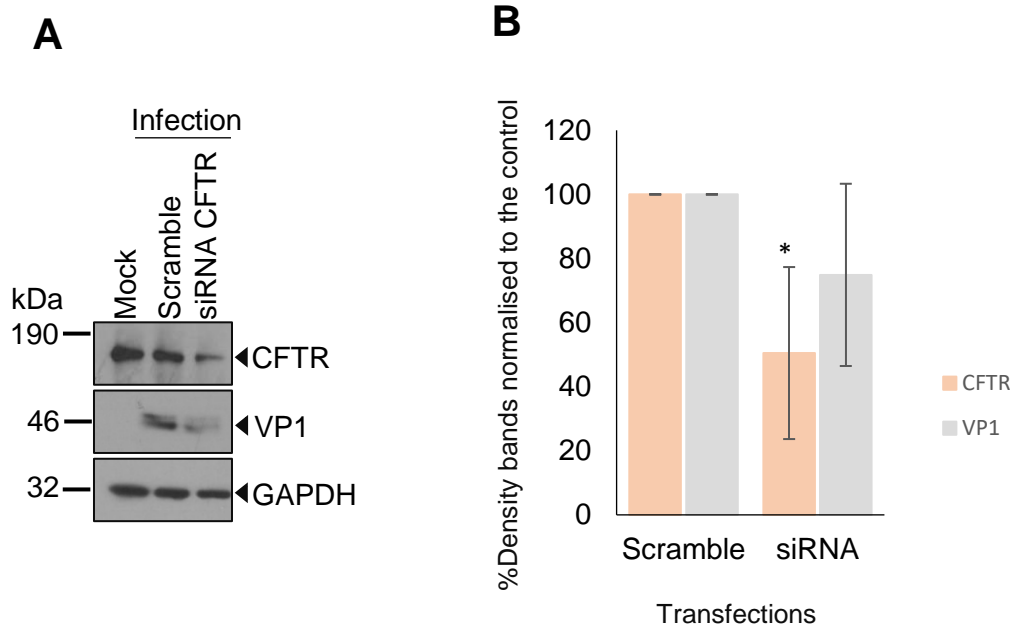 A
Infection
Mock
Scramble
siRNA CFTR
kDa
190
CFTR
46
VP1
32
GAPDH
B
%Density bands normalised to the control
120
100
80
60
40
20
0
*
Scramble siRNA
Transfections
CFTR
VP1